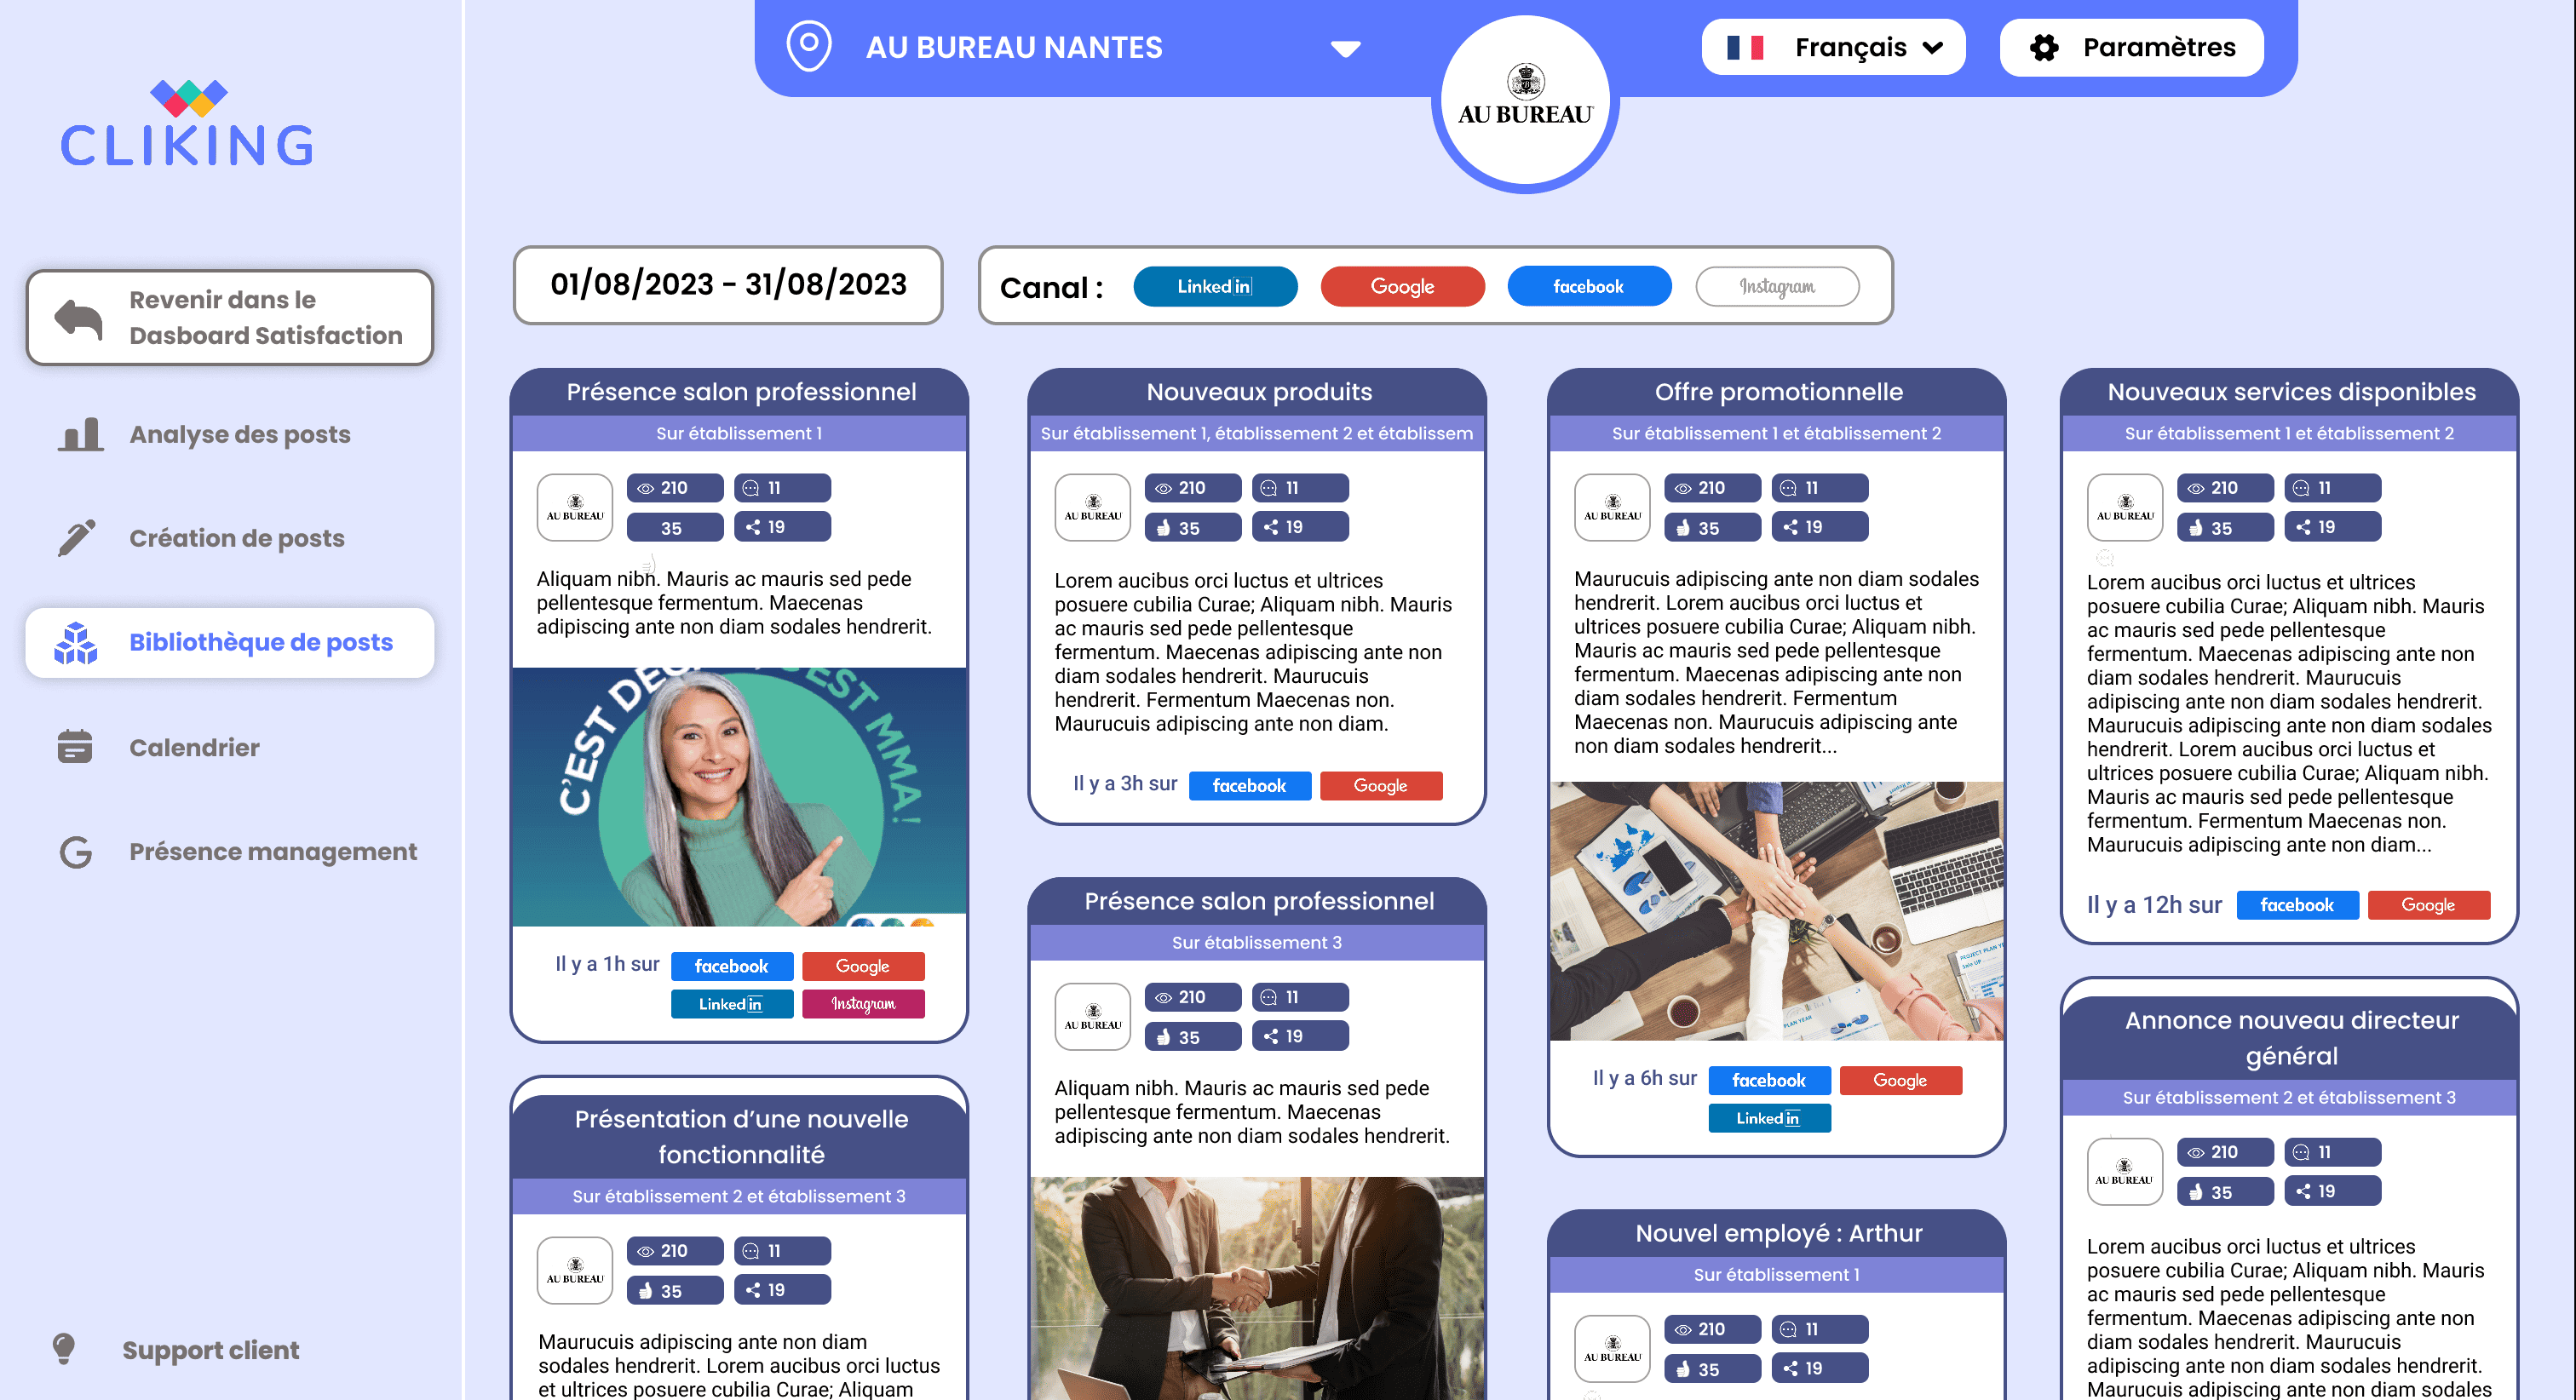 CLIKING
Revenir dans le
Dasboard Satisfaction
Analyse des posts
Création de posts
Bibliothèque de posts
Calendrier
Présence management
Support client
AU BUREAU NANTES
AU BUREAU
Français
Paramètres
01/08/2023 - 31/08/2023
Canal :
Linkedin
Google
facebook
Instagram
Présence salon professionnel
Sur établissement 1
AU BUREAU
210
11
35
19
Aliquam nibh. Mauris ac mauris sed pede
pellentesque fermentum. Maecenas
adipiscing ante non diam sodales hendrerit.
C'EST
C'EST MMA!
Il y a 1h sur
facebook
Google
Linkedin
Instagram
Présentation d'une nouvelle
fonctionnalité
Sur établissement 2 et établissement 3
AU BUREAU
210
11
35
19
Maurucuis adipiscing ante non diam
sodales hendrerit. Lorem aucibus orci luctus
et ultrices posuere cubilia Curae; Aliquam
Nouveaux produits
Sur établissement 1, établissement 2 et établissem
AU BUREAU
210
11
35
19
Lorem aucibus orci luctus et ultrices
posuere cubilia Curae; Aliquam nibh. Mauris
ac mauris sed pede pellentesque
fermentum. Maecenas adipiscing ante non
diam sodales hendrerit. Maurucuis
hendrerit. Fermentum Maecenas non.
Maurucuis adipiscing ante non diam.
Il y a 3h sur
facebook
Google
Présence salon professionnel
Sur établissement 3
AU BUREAU
210
11
35
19
Aliquam nibh. Mauris ac mauris sed pede
pellentesque fermentum. Maecenas
adipiscing ante non diam sodales hendrerit.
Offre promotionnelle
Sur établissement 1 et établissement 2
AU BUREAU
210
11
35
19
Maurucuis adipiscing ante non diam sodales
hendrerit. Lorem aucibus orci luctus et
ultrices posuere cubilia Curae; Aliquam nibh.
Mauris ac mauris sed pede pellentesque
fermentum. Maecenas adipiscing ante non
diam sodales hendrerit. Fermentum
Maecenas non. Maurucuis adipiscing ante
non diam sodales hendrerit...
PROJECT PLAN
PLAN YEAR
Il y a 6h sur
facebook
Google
Linkedin
Nouvel employé : Arthur
Sur établissement 1
AU BUREAU
210
11
35
19
Nouveaux services disponibles
Sur établissement 1 et établissement 2
AU BUREAU
210
11
35
19
Lorem aucibus orci luctus et ultrices
posuere cubilia Curae; Aliquam nibh. Mauris
ac mauris sed pede pellentesque
fermentum. Maecenas adipiscing ante non
diam sodales hendrerit. Maurucuis
adipiscing ante non diam sodales hendrerit.
Maurucuis adipiscing ante non diam sodales
hendrerit. Lorem aucibus orci luctus et
ultrices posuere cubilia Curae; Aliquam nibh.
Mauris ac mauris sed pede pellentesque
fermentum. Fermentum Maecenas non.
Maurucuis adipiscing ante non diam...
Il y a 12h sur
facebook
Google
Annonce nouveau directeur
général
Sur établissement 2 et établissement 3
AU BUREAU
210
11
35
19
Lorem aucibus orci luctus et ultrices
posuere cubilia Curae; Aliquam nibh. Mauris
ac mauris sed pede pellentesque
fermentum. Maecenas adipiscing ante non
diam sodales hendrerit. Maurucuis
adipiscing ante non diam sodales hendrerit.
Maurucuis adipiscing ante non diam sodales